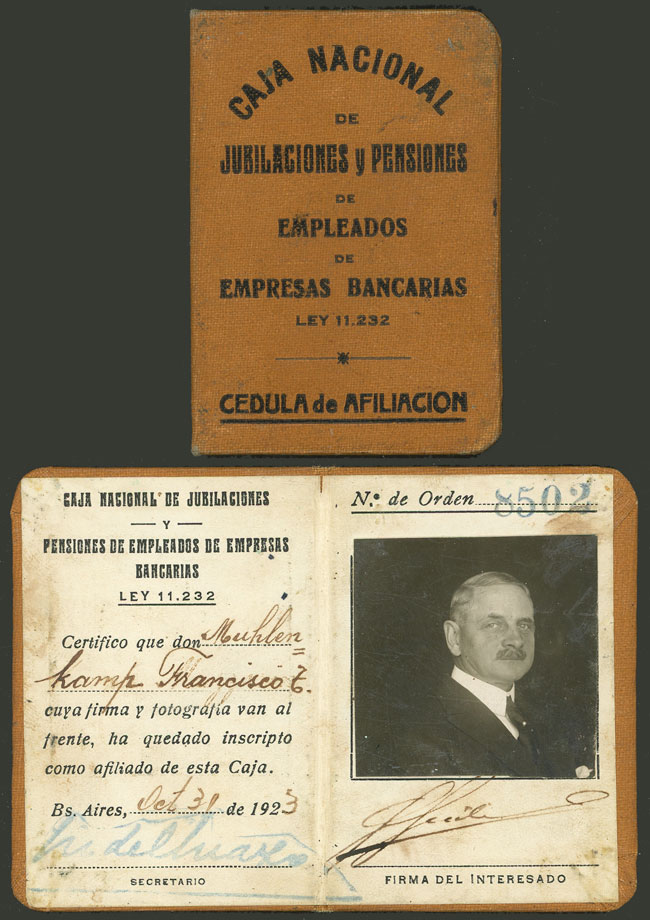 CAJA NACIONAL
DE
JUBILACIONES y PENSIONES
DE
EMPLEADOS
DE
EMPRESAS BANCARIAS
LEY 11.232
CEDULA de AFILIACION
CAJA NACIONAL DE JUBILACIONES
Y
PENSIONES DE EMPLEADOS DE EMPRESAS
BANCARIAS
LEY 11.232
Certifico que don Muhlen=
kamp Francisco
cuya firma y fotografía van al
frente, ha quedado inscripto
como afiliado de esta Caja.
Bs. Aires, Oct 31 de 1923
SECRETARIO
N.º de Orden 8502
FIRMA DEL INTERESADO